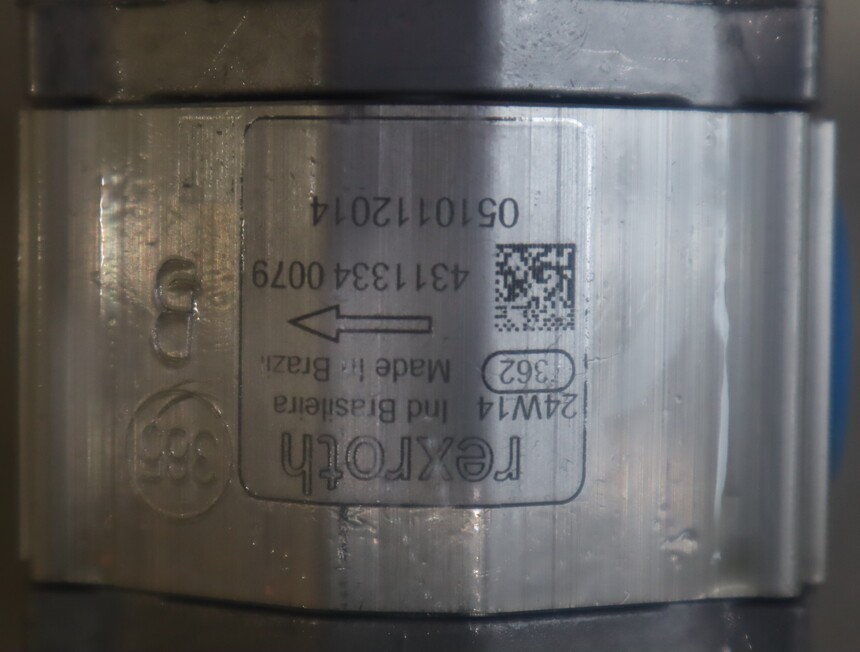 rexroth
24W14 Ind Brasileira
362 Made in Brazil
4311334 0079
0510112014
385